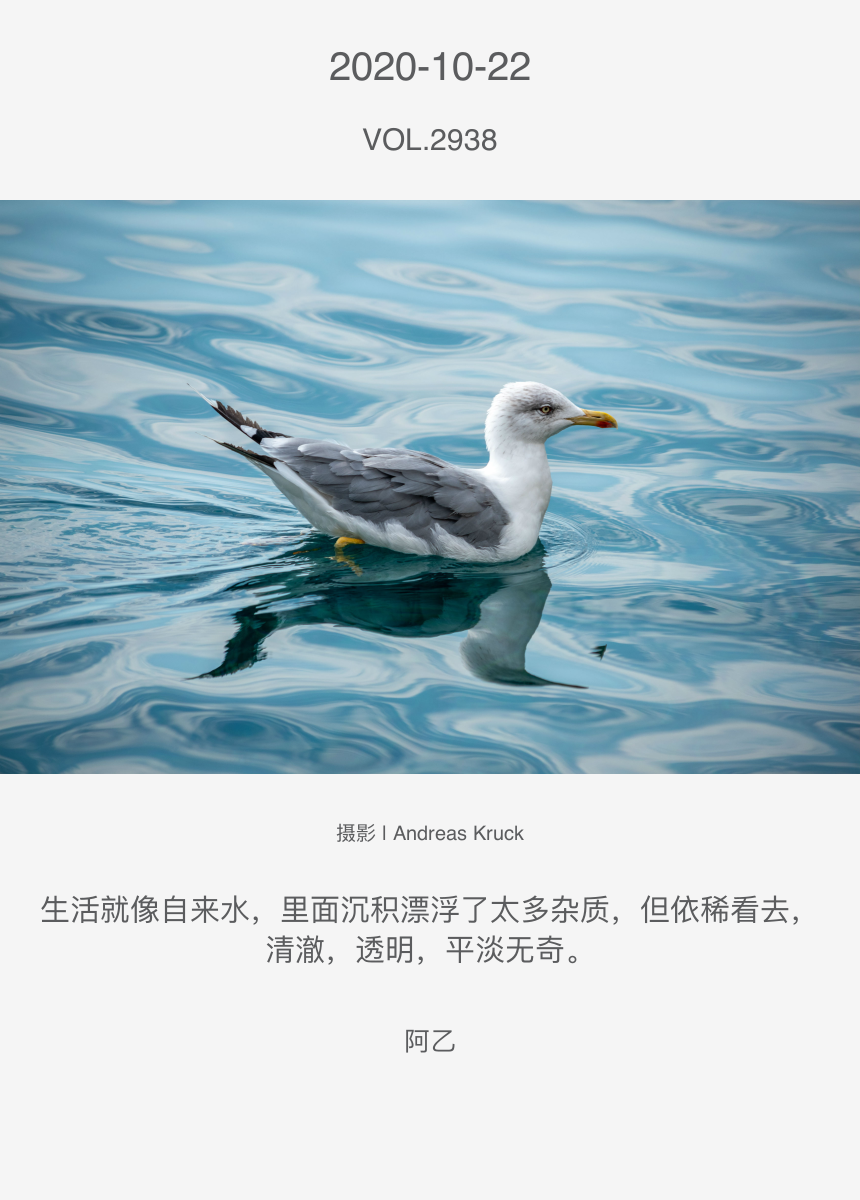 2020-10-22
VOL.2938
摄影 | Andreas Kruck
生活就像自来水，里面沉积漂浮了太多杂质，但依稀看去，
清澈，透明，平淡无奇。
阿乙